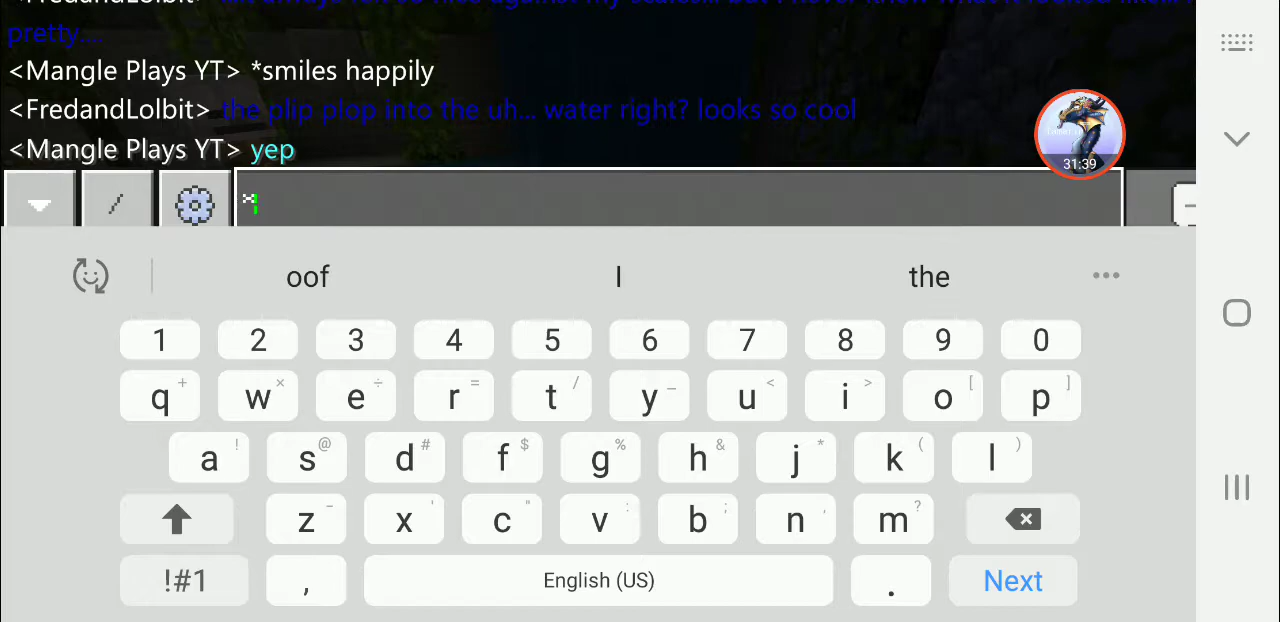 pretty....
<Mangle Plays YT> *smiles happily
<FredandLolbit> the plip plop into the uh... water right? looks so cool
<Mangle Plays YT> yep
31:39
/
*
oof I the
1 2 3 4 5 6 7 8 9 0
q + w × e ÷ r = t / y _ u < i > o [ p ]
a ! s @ d # f $ g % h & j * k ( l )
z - x ' c " v : b ; n , m ?
!#1 , English (US) . Next